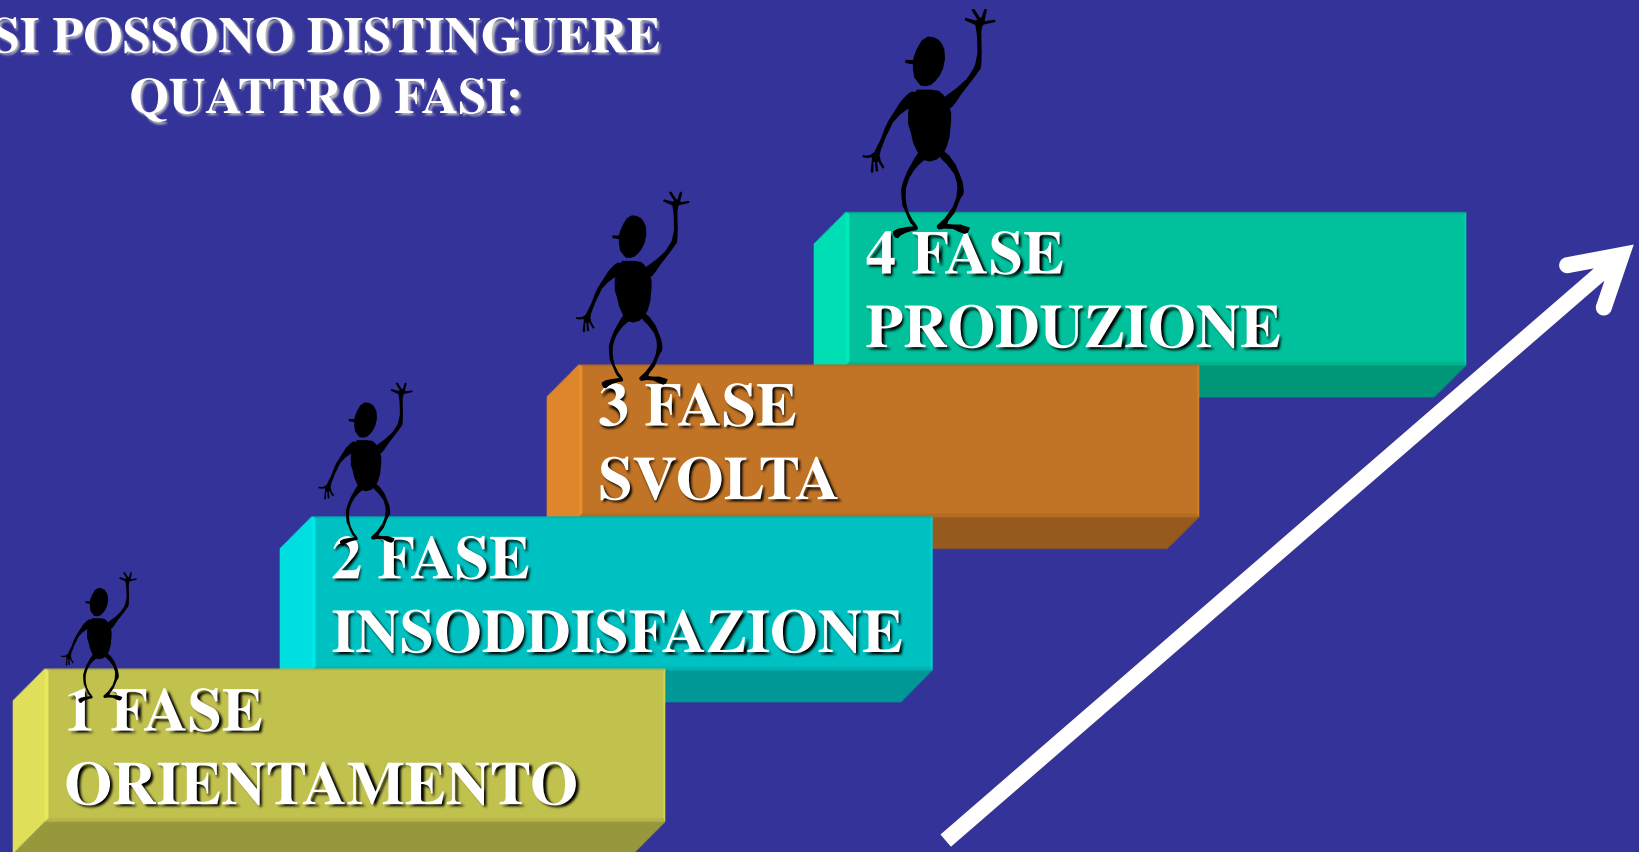 SI POSSONO DISTINGUERE
QUATTRO FASI:
4 FASE
PRODUZIONE
3 FASE
SVOLTA
2 FASE
INSODDISFAZIONE
1 FASE
ORIENTAMENTO